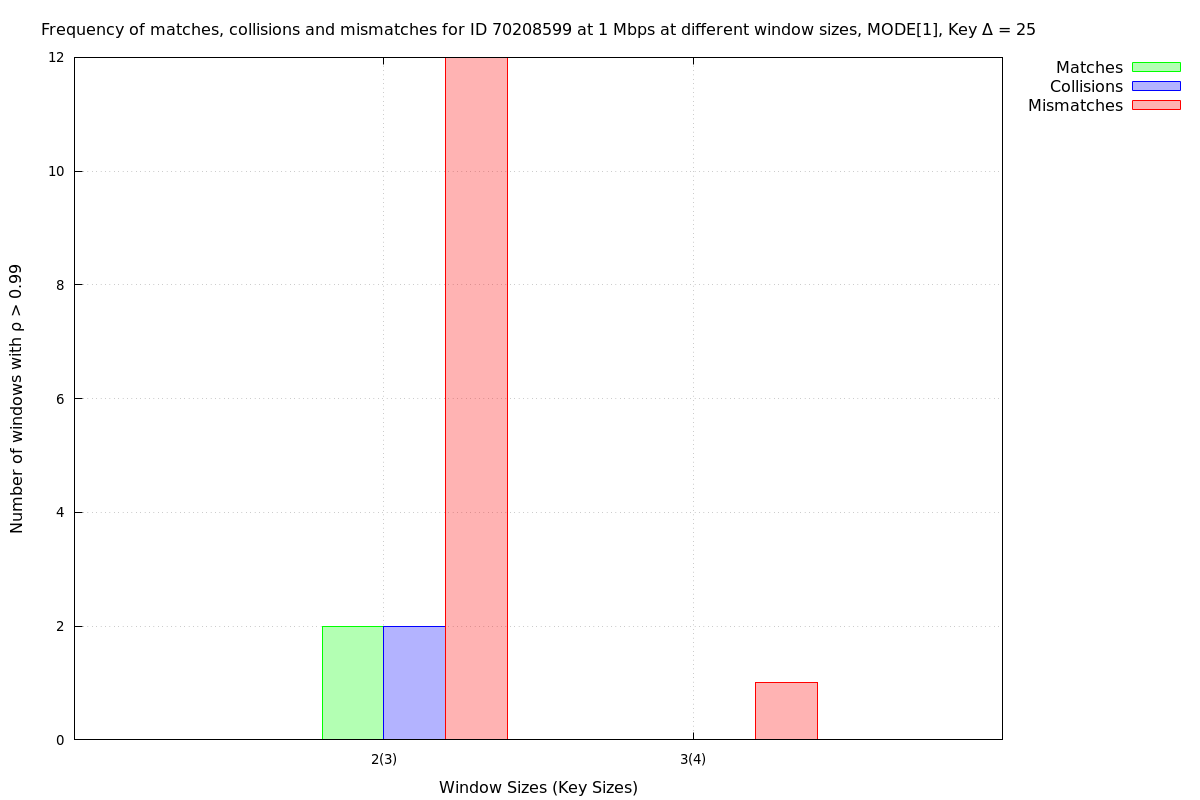 Frequency of matches, collisions and mismatches for ID 70208599 at 1 Mbps at different window sizes, MODE[1], Key Δ = 25
Matches
Collisions
Mismatches
Number of windows with ρ > 0.99
12
10
8
6
4
2
0
2(3)
3(4)
Window Sizes (Key Sizes)